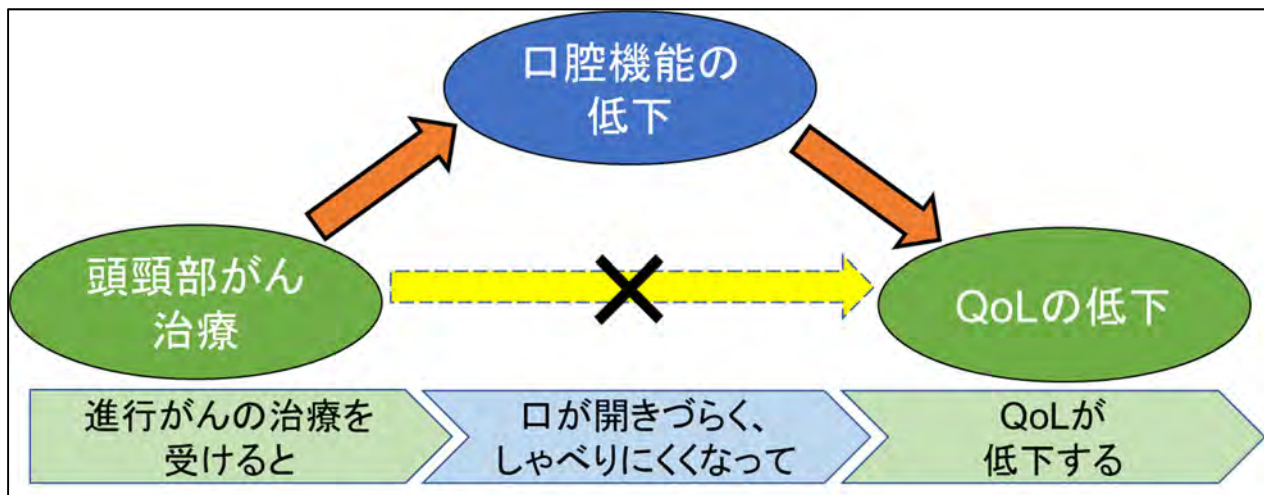 口腔機能の
低下
頭頸部がん
治療
QoLの低下
進行がんの治療を
受けると
口が開きづらく、
しゃべりにくくなって
QoLが
低下する